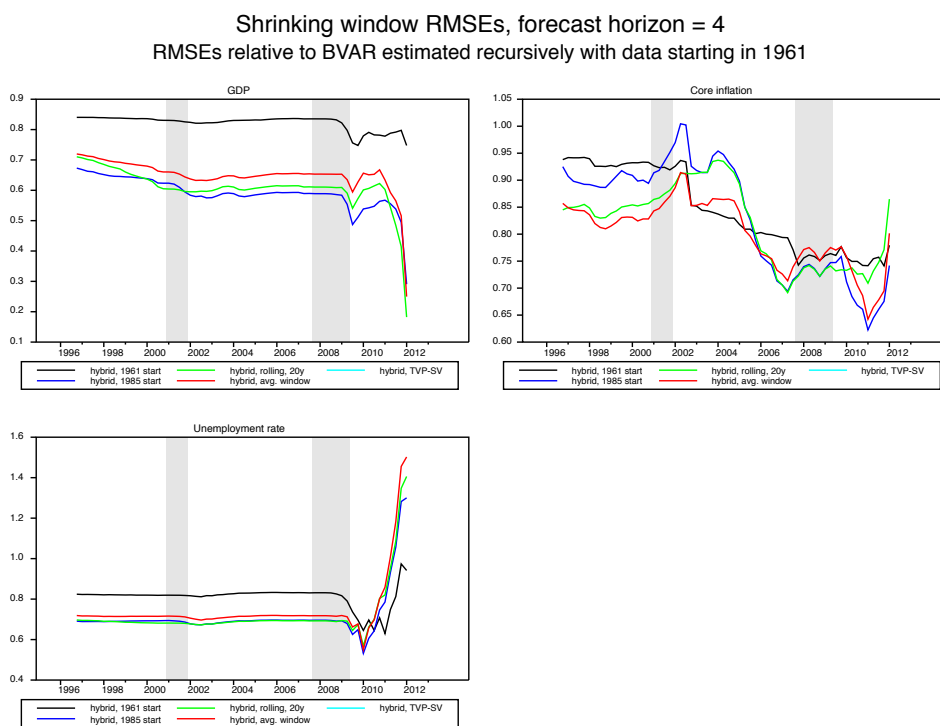 Shrinking window RMSEs, forecast horizon = 4
RMSEs relative to BVAR estimated recursively with data starting in 1961
GDP
0.9
0.8
0.7
0.6
0.5
0.4
0.3
0.2
0.1
1996 1998 2000 2002 2004 2006 2008 2010 2012
hybrid, 1961 start hybrid, rolling, 20y hybrid, TVP-SV
hybrid, 1985 start hybrid, avg. window
Core inflation
1.05
1.00
0.95
0.90
0.85
0.80
0.75
0.70
0.65
0.60
1996 1998 2000 2002 2004 2006 2008 2010 2012
hybrid, 1961 start hybrid, rolling, 20y hybrid, TVP-SV
hybrid, 1985 start hybrid, avg. window
Unemployment rate
1.6
1.4
1.2
1.0
0.8
0.6
0.4
1996 1998 2000 2002 2004 2006 2008 2010 2012
hybrid, 1961 start hybrid, rolling, 20y hybrid, TVP-SV
hybrid, 1985 start hybrid, avg. window